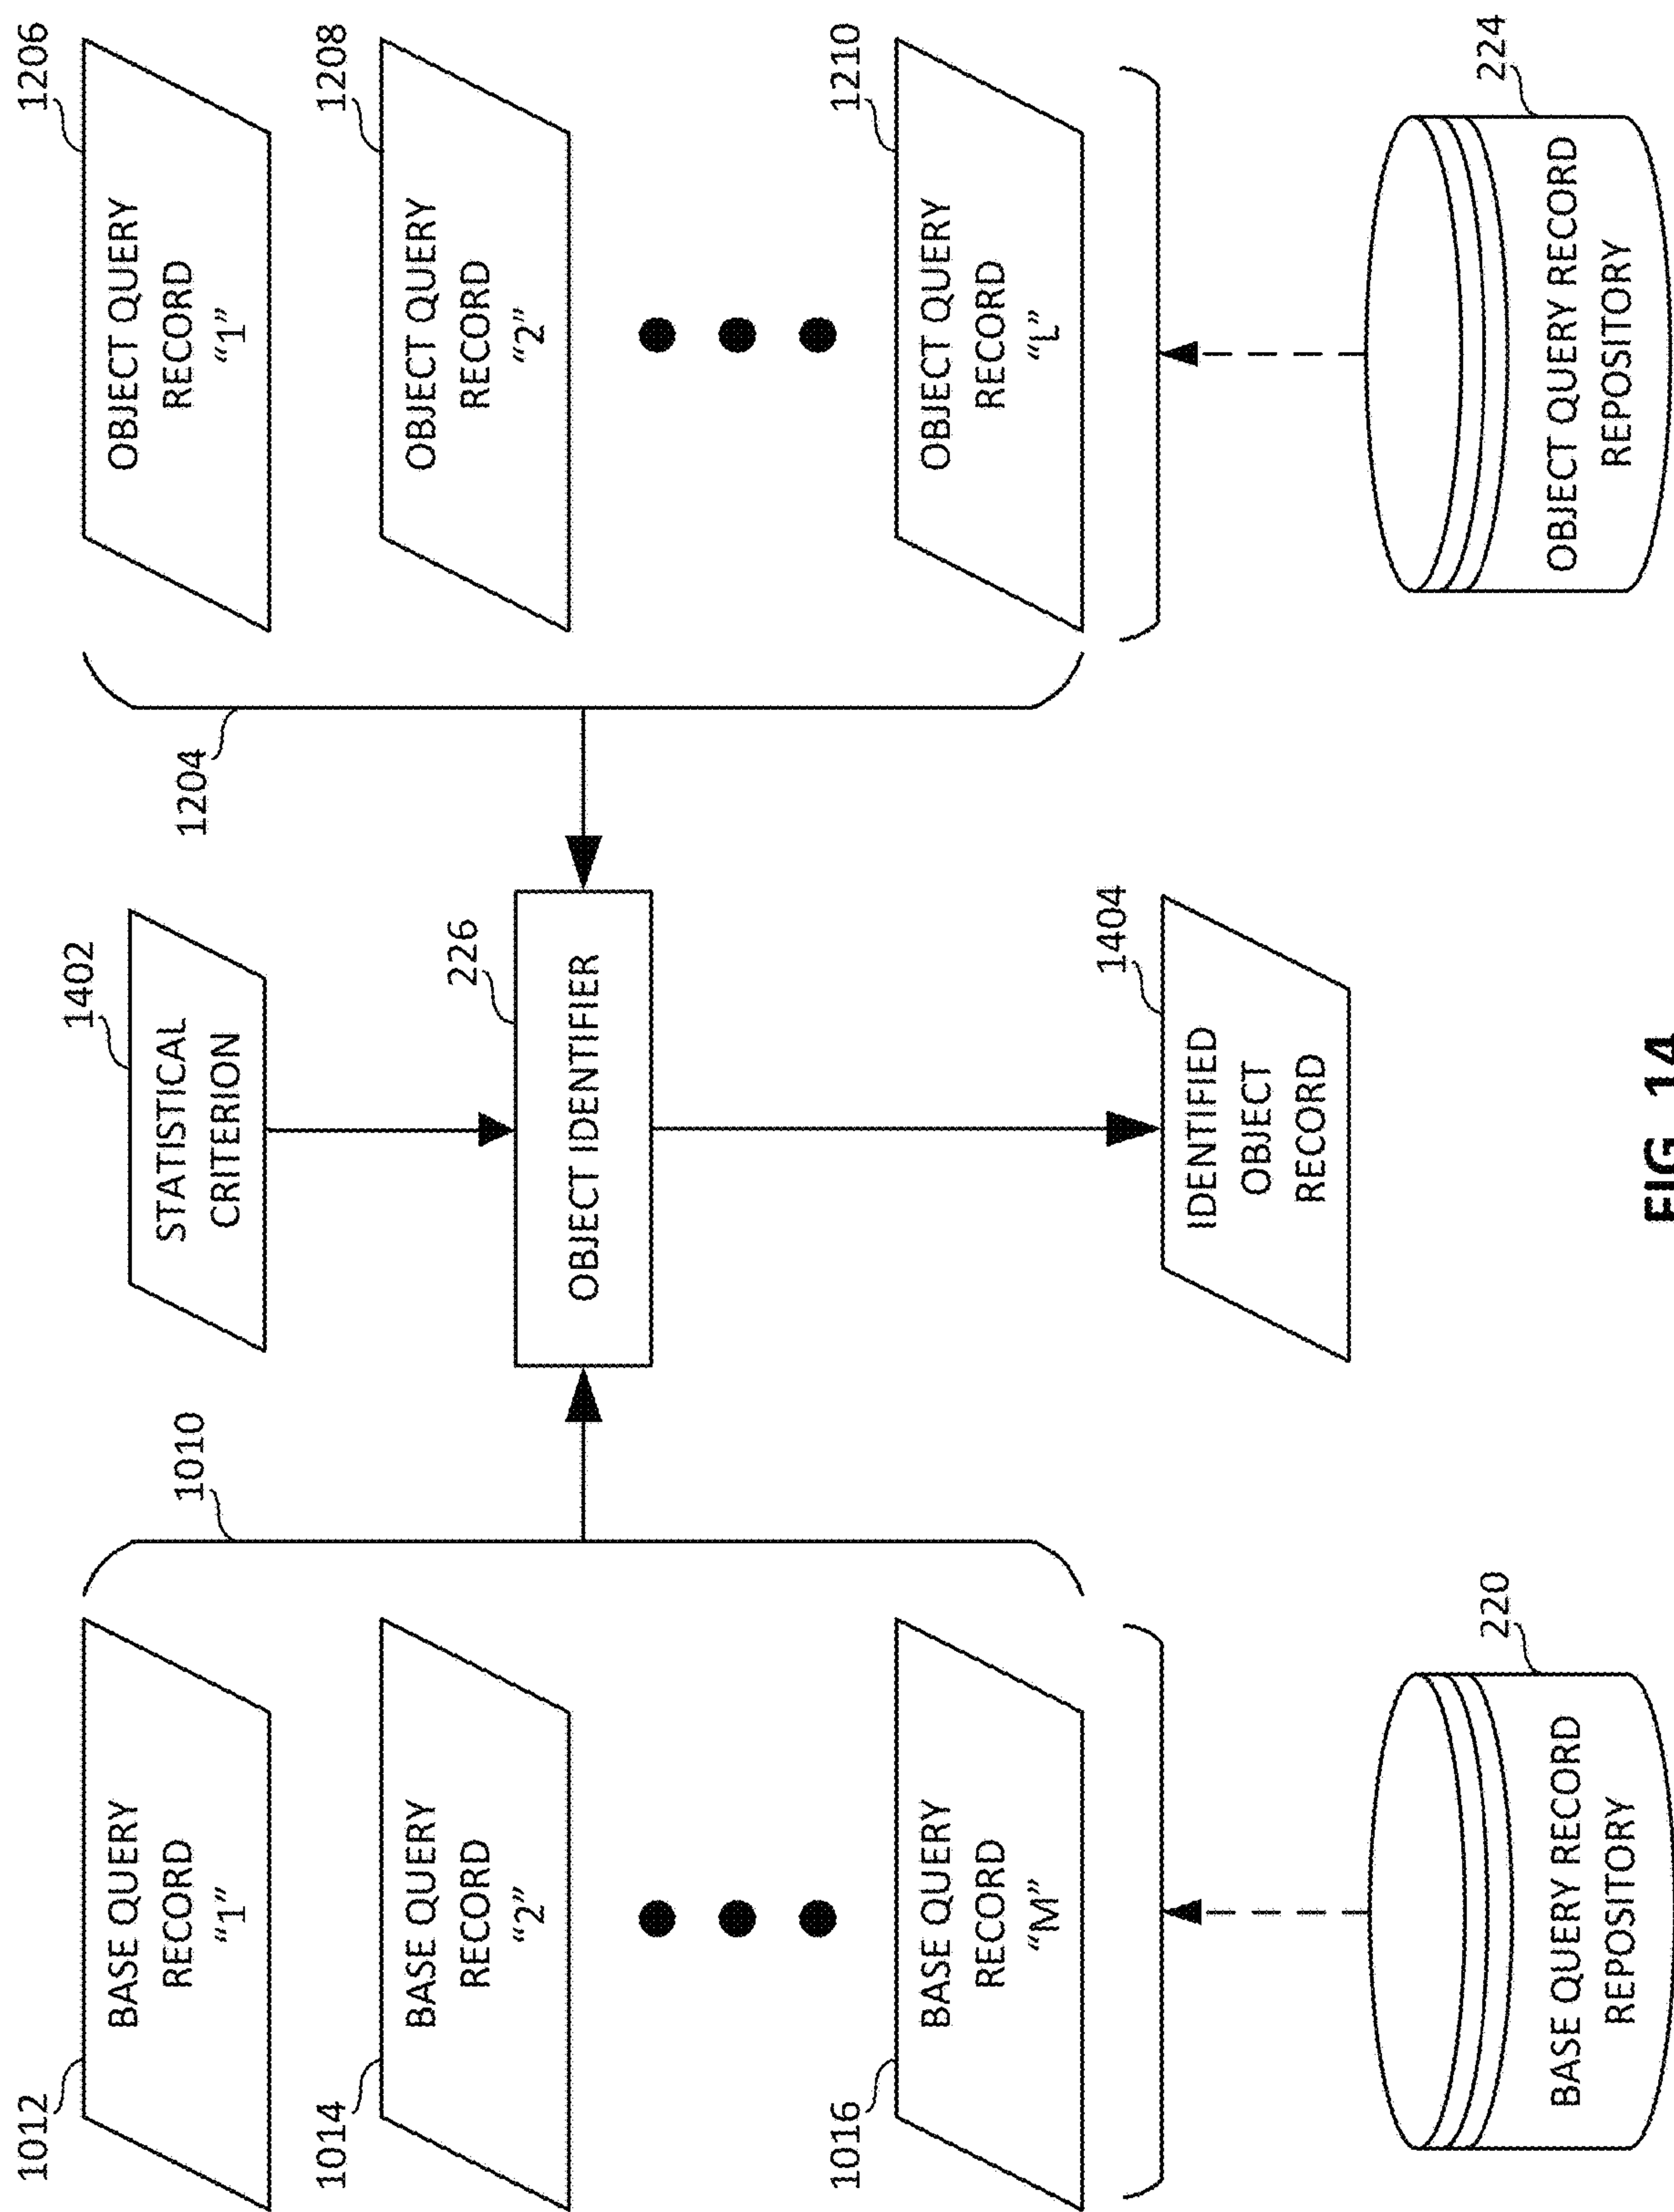 1012
BASE QUERY
RECORD
“1”
1014
BASE QUERY
RECORD
“2”
1016
BASE QUERY
RECORD
“M”
BASE QUERY RECORD
REPOSITORY
220
1010
STATISTICAL
CRITERION
1402
OBJECT IDENTIFIER
226
IDENTIFIED
OBJECT
RECORD
1404
1204
OBJECT QUERY
RECORD
“1”
1206
OBJECT QUERY
RECORD
“2”
1208
OBJECT QUERY
RECORD
“L”
1210
OBJECT QUERY RECORD
REPOSITORY
224
FIG. 14